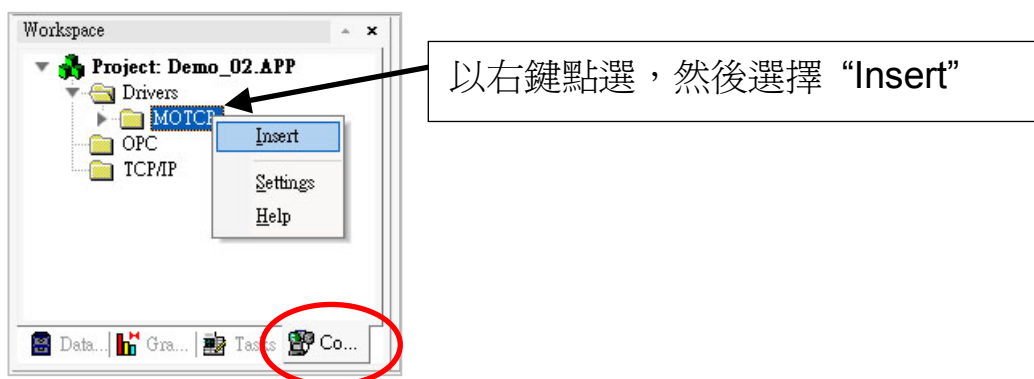 Workspace
Project: Demo_02.APP
Drivers
MOTCP
OPC
TCP/IP
Insert
Settings
Help
以右鍵點選，然後選擇 “Insert”
Data... Gra... Tasks Co...